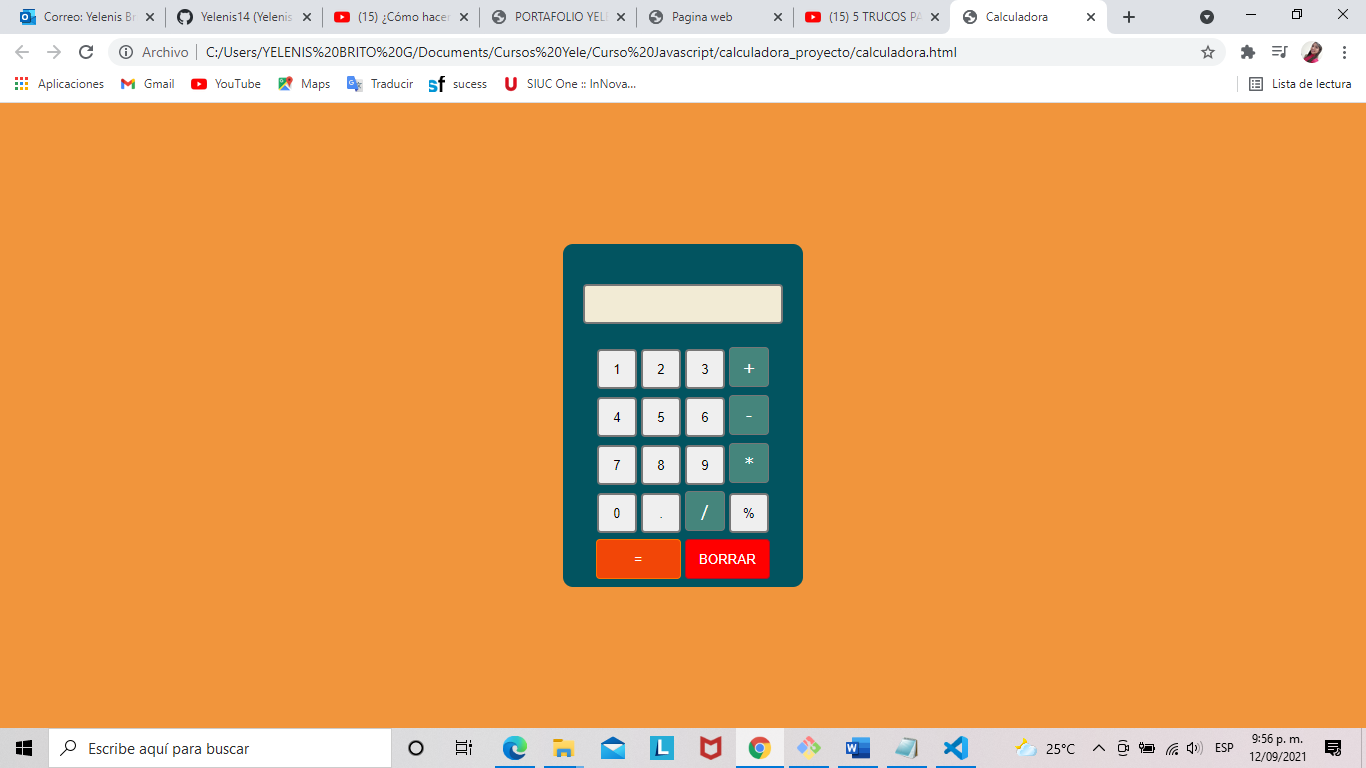 Correo: Yelenis Br
Yelenis14 (Yelenis
(15) ¿Cómo hacer
PORTAFOLIO YEL
Pagina web
(15) 5 TRUCOS PA
Calculadora
Archivo
C:/Users/YELENIS%20BRITO%20G/Documents/Cursos%20Yele/Curso%20Javascript/calculadora_proyecto/calculadora.html
Aplicaciones
Gmail
YouTube
Maps
Traducir
sucess
SIUC One :: InNova...
Lista de lectura
1 2 3 +
4 5 6 -
7 8 9 *
0 . / %
= BORRAR
Escribe aquí para buscar
25°C
ESP
9:56 p. m.
12/09/2021